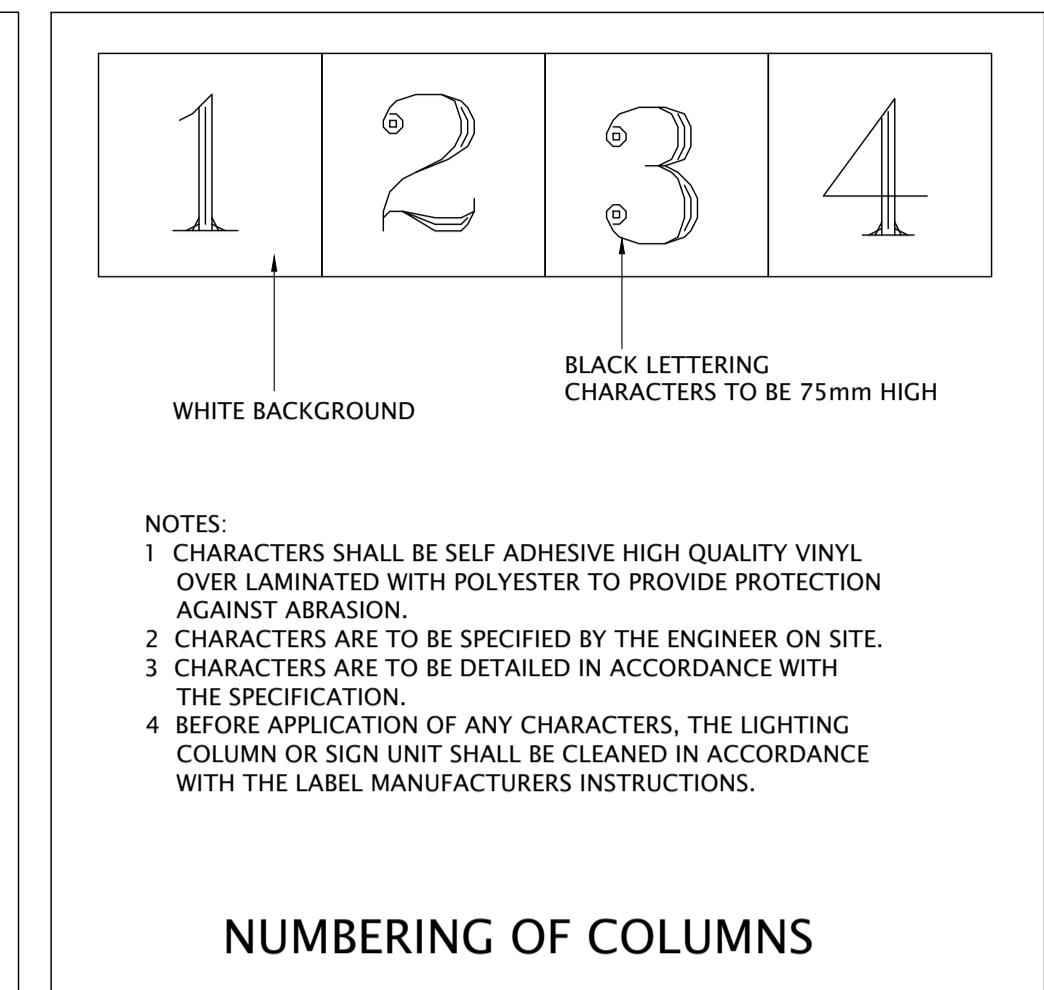 1 2 3 4
BLACK LETTERING
CHARACTERS TO BE 75mm HIGH
WHITE BACKGROUND
NOTES:
1 CHARACTERS SHALL BE SELF ADHESIVE HIGH QUALITY VINYL
OVER LAMINATED WITH POLYESTER TO PROVIDE PROTECTION
AGAINST ABRASION.
2 CHARACTERS ARE TO BE SPECIFIED BY THE ENGINEER ON SITE.
3 CHARACTERS ARE TO BE DETAILED IN ACCORDANCE WITH
THE SPECIFICATION.
4 BEFORE APPLICATION OF ANY CHARACTERS, THE LIGHTING
COLUMN OR SIGN UNIT SHALL BE CLEANED IN ACCORDANCE
WITH THE LABEL MANUFACTURERS INSTRUCTIONS.
NUMBERING OF COLUMNS